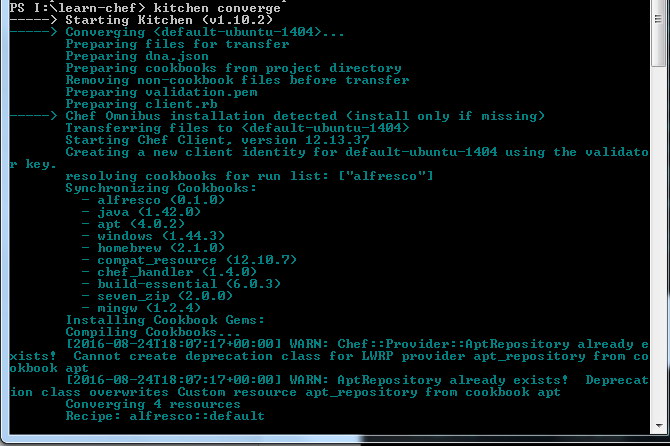 PS I:\learn-chef> kitchen converge
-----> Starting Kitchen (v1.10.2)
-----> Converging <default-ubuntu-1404>...
Preparing files for transfer
Preparing dna.json
Preparing cookbooks from project directory
Removing non-cookbook files before transfer
Preparing validation.pem
Preparing client.rb
-----> Chef Omnibus installation detected (install only if missing)
Transferring files to <default-ubuntu-1404>
Starting Chef Client, version 12.13.37
Creating a new client identity for default-ubuntu-1404 using the validato
r key.
resolving cookbooks for run list: ["alfresco"]
Synchronizing Cookbooks:
- alfresco (0.1.0)
- java (1.42.0)
- apt (4.0.2)
- windows (1.44.3)
- homebrew (2.1.0)
- compat_resource (12.10.7)
- chef_handler (1.4.0)
- build-essential (6.0.3)
- seven_zip (2.0.0)
- mingw (1.2.4)
Installing Cookbook Gems:
Compiling Cookbooks...
[2016-08-24T18:07:17+00:00] WARN: Chef::Provider::AptRepository already e
xists!  Cannot create deprecation class for LWRP provider apt_repository from co
okbook apt
[2016-08-24T18:07:17+00:00] WARN: AptRepository already exists!  Deprecat
ion class overwrites Custom resource apt_repository from cookbook apt
Converging 4 resources
Recipe: alfresco::default